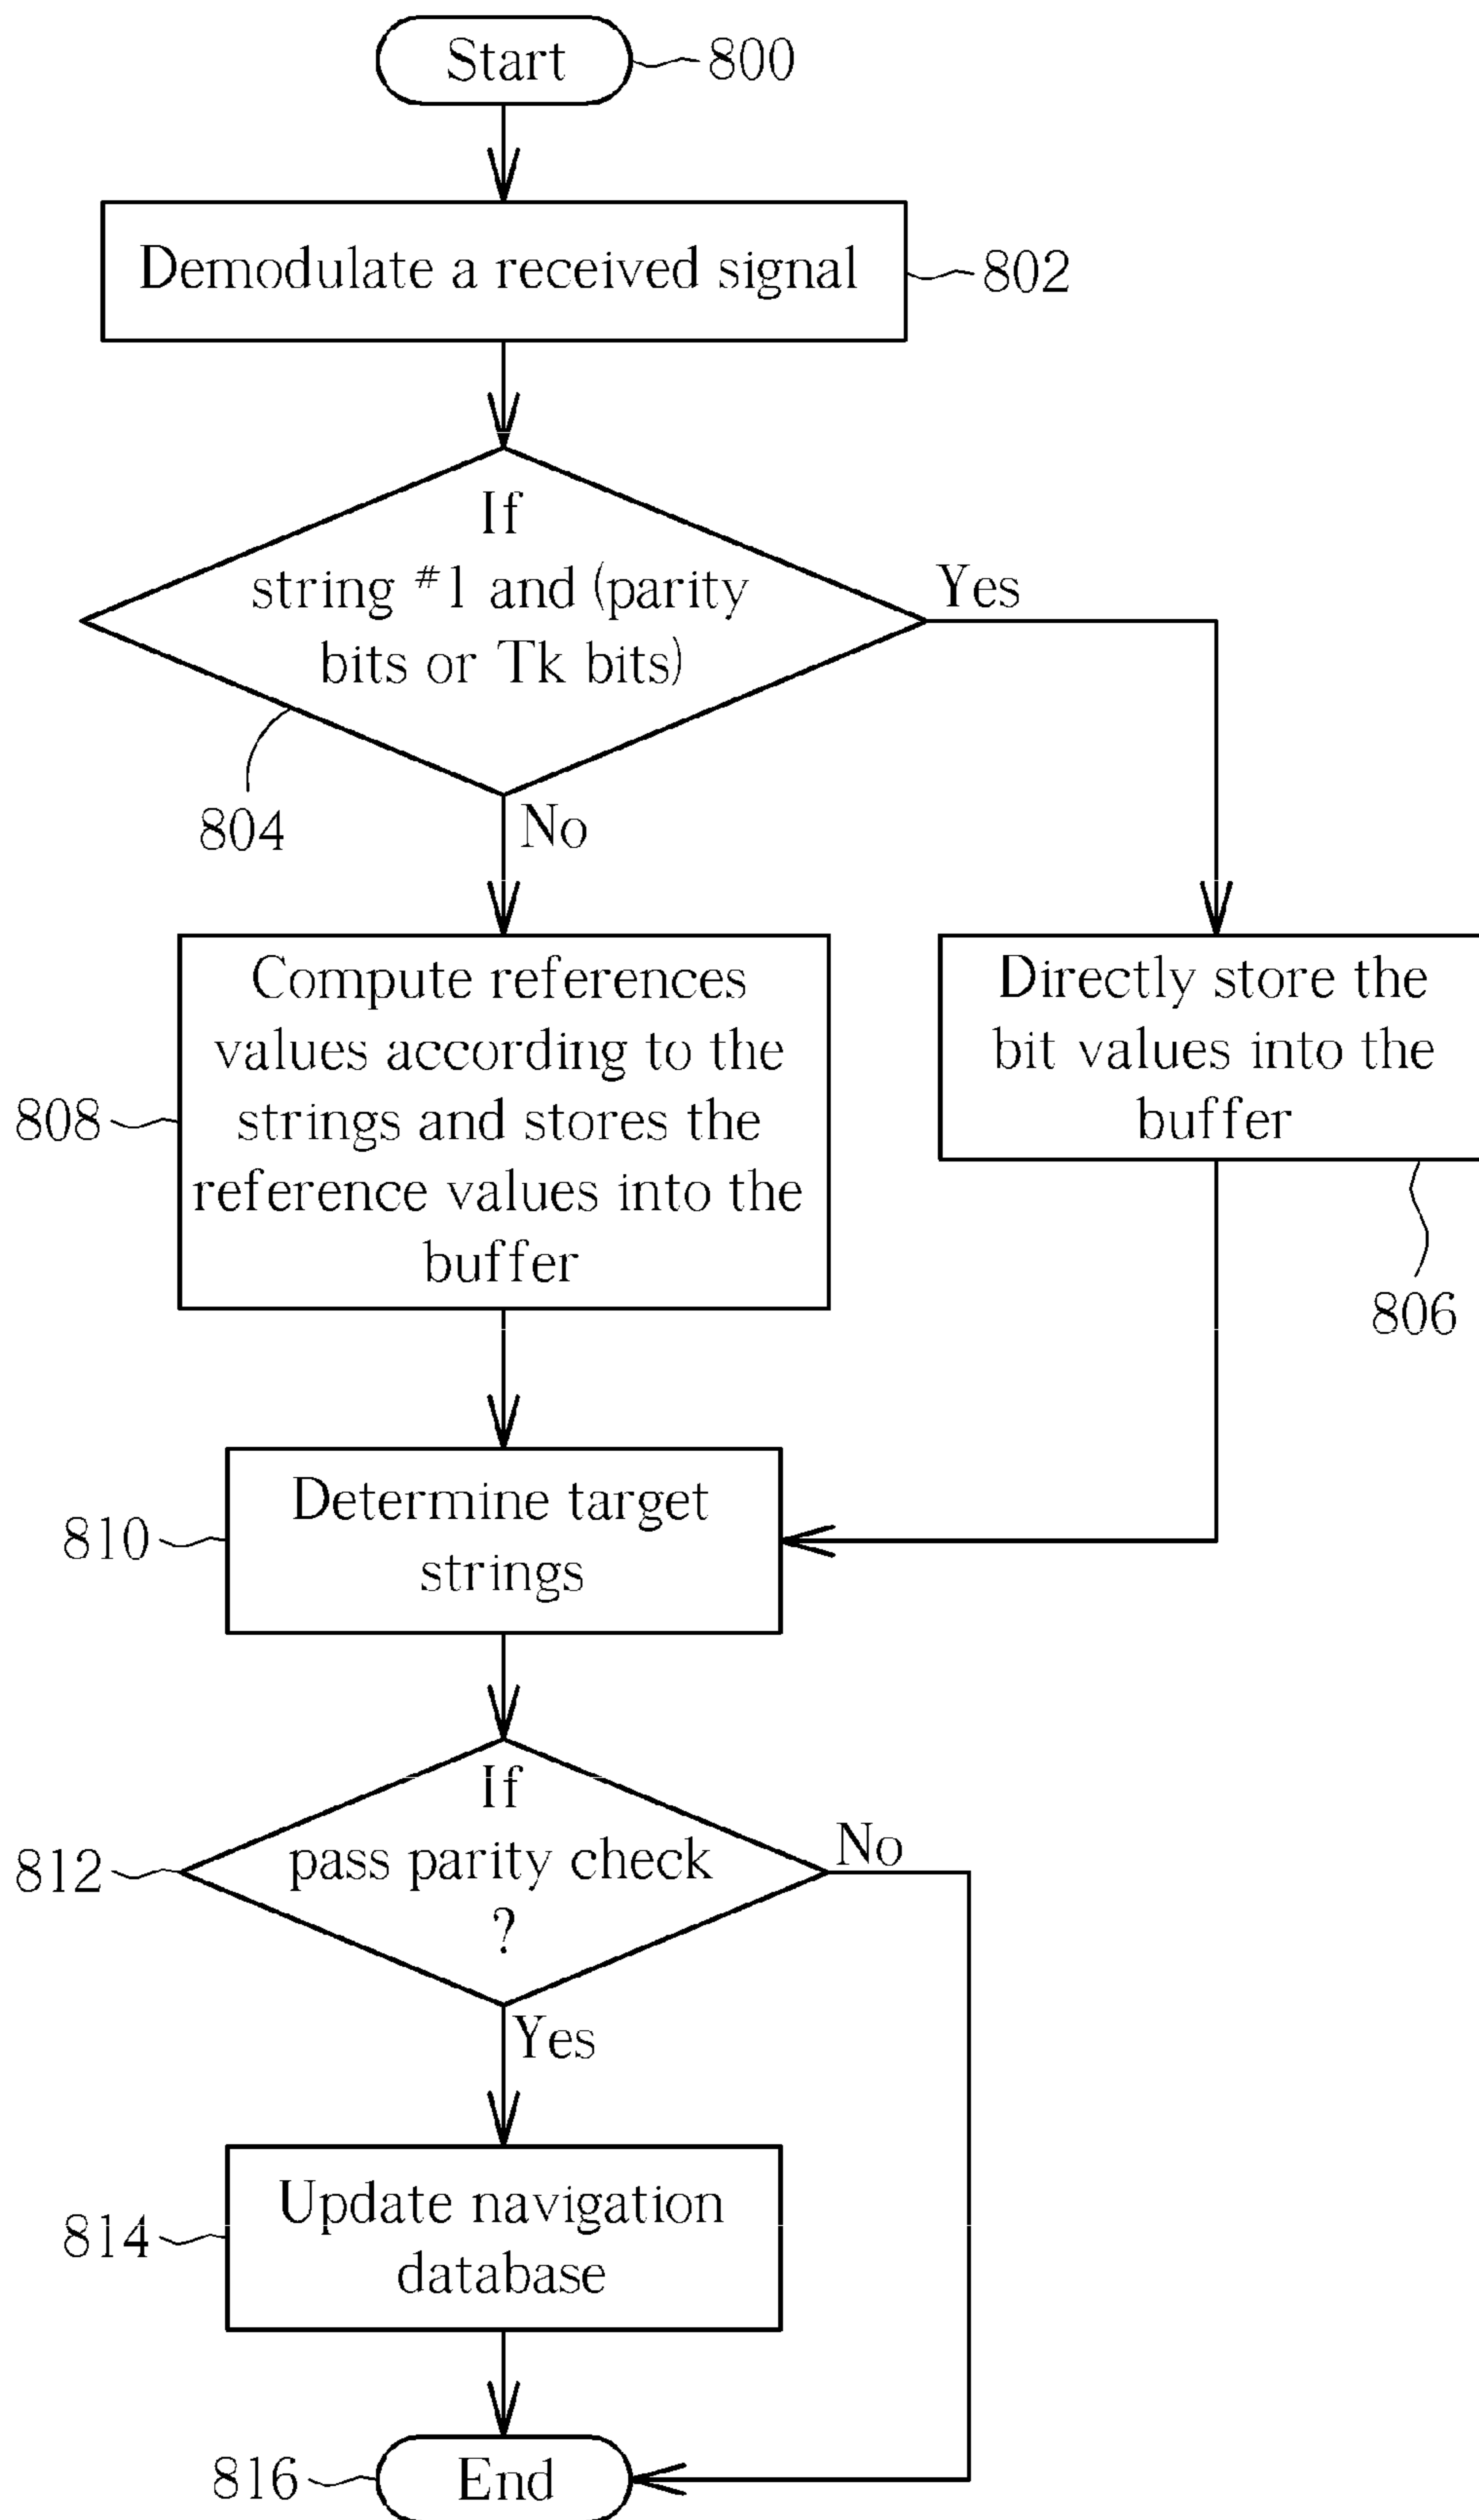 Start
800
Demodulate a received signal
802
If
string #1 and (parity
bits or Tk bits)
Yes
804
No
Compute references
values according to the
strings and stores the
reference values into the
buffer
808
Directly store the
bit values into the
buffer
806
Determine target
strings
810
If
pass parity check
?
812
No
Yes
Update navigation
database
814
End
816